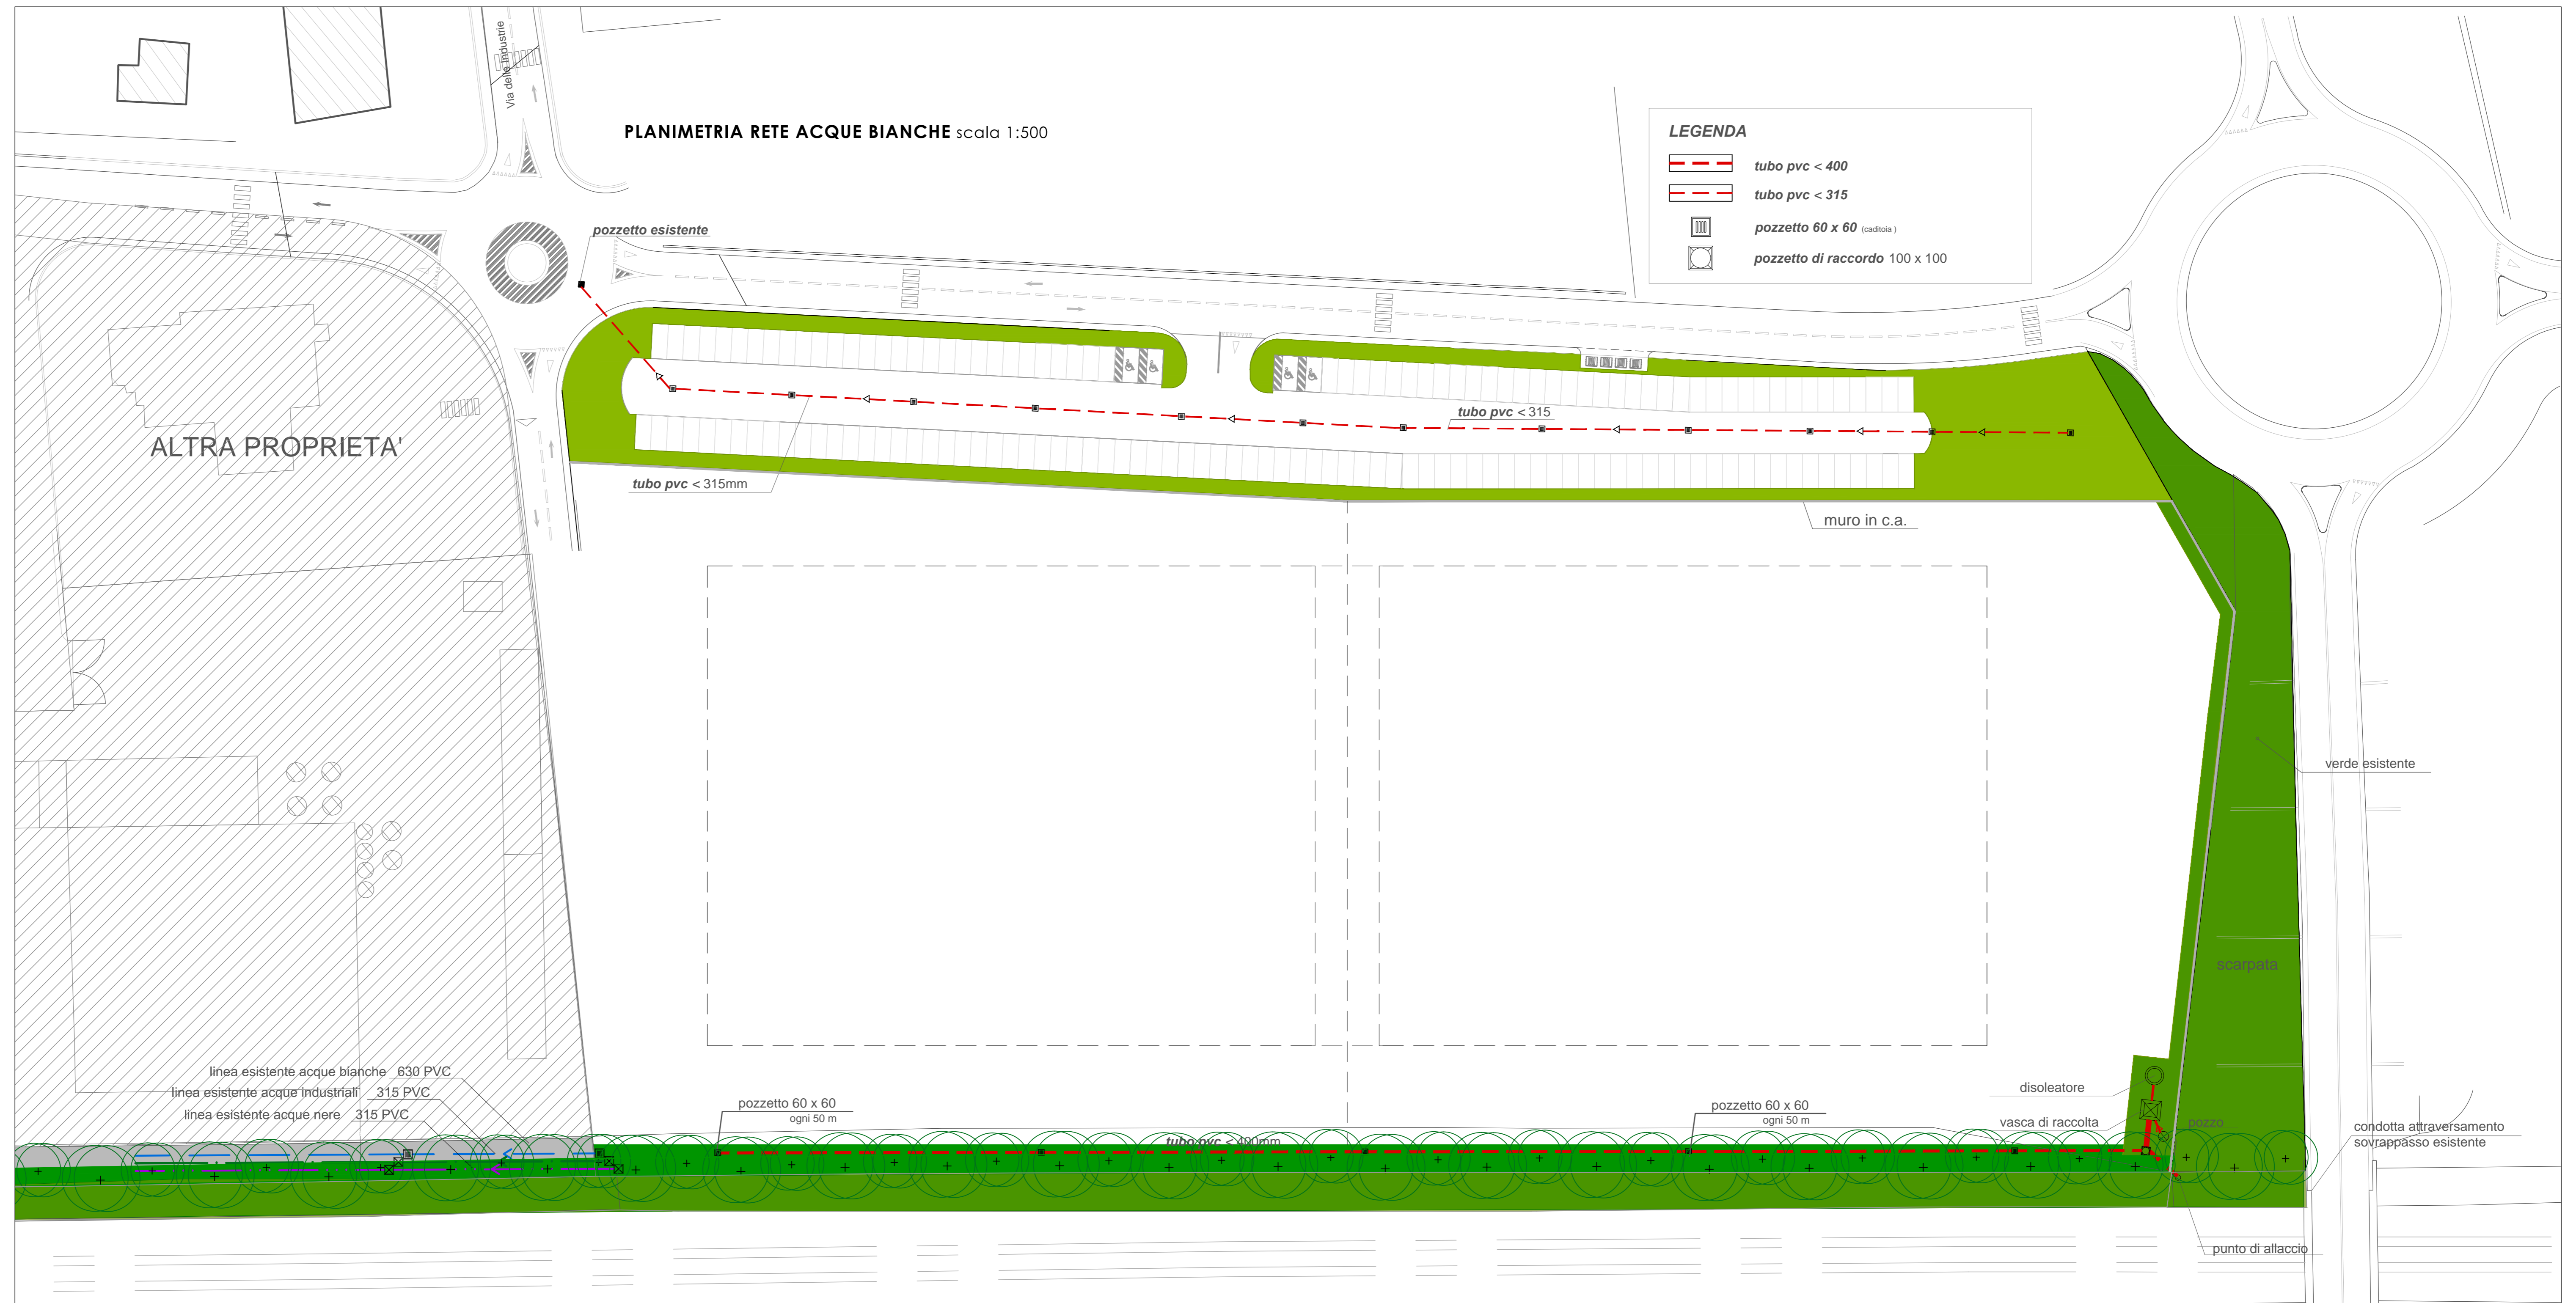 Via delle Industrie
PLANIMETRIA RETE ACQUE BIANCHE scala 1:500
LEGENDA
tubo pvc < 400
tubo pvc < 315
pozzetto 60 x 60 (caditoia )
pozzetto di raccordo 100 x 100
pozzetto esistente
tubo pvc < 315
ALTRA PROPRIETA'
tubo pvc < 315mm
muro in c.a.
verde esistente
scarpata
linea esistente acque bianche 630 PVC
linea esistente acque industriali 315 PVC
linea esistente acque nere 315 PVC
pozzetto 60 x 60
ogni 50 m
tubo pvc < 400mm
pozzetto 60 x 60
ogni 50 m
disoleatore
vasca di raccolta
pozzo
condotta attraversamento
sovrappasso esistente
punto di allaccio